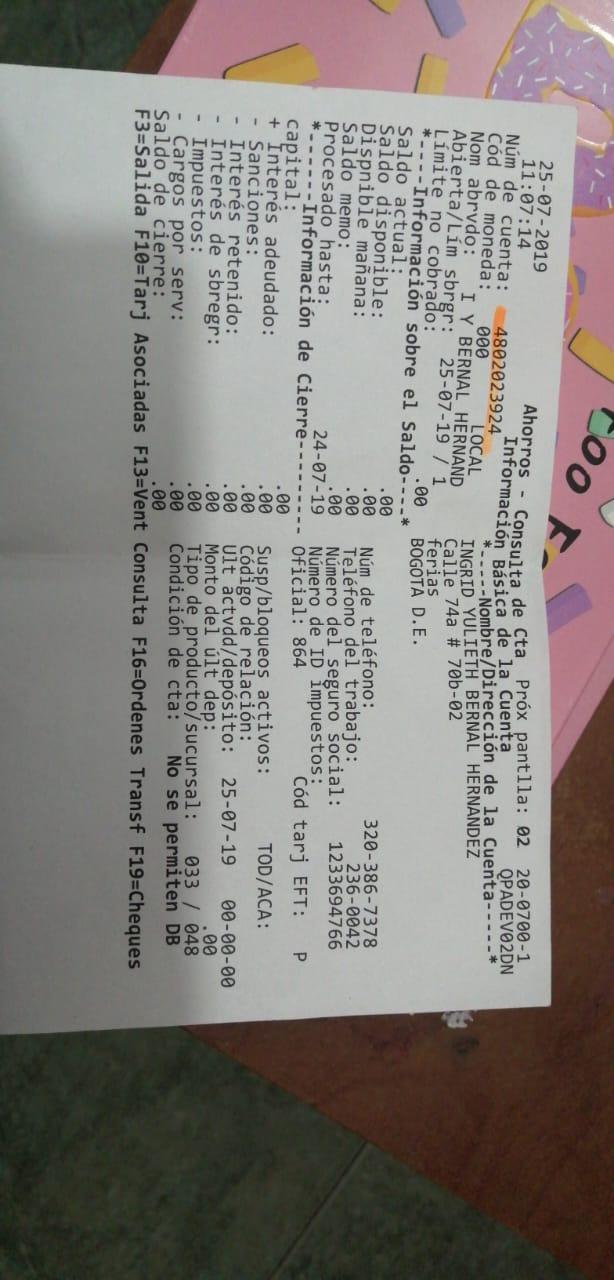 25-07-2019 Ahorros - Consulta de Cta Próx pantlla: 02 20-0700-1
11:07:14 Información Básica de la Cuenta QPADEV02DN
Núm de cuenta: 4802023924 *-----Nombre/Dirección de la Cuenta-----*
Cód de moneda: 000 LOCAL INGRID YULIETH BERNAL HERNANDEZ
Nom abrvdo: I Y BERNAL HERNAND Calle 74a # 70b-02
Abierta/Lím sbrgr: 25-07-19 / 1 ferias
Límite no cobrado: .00 BOGOTA D.E.
*----Información sobre el Saldo----*
Saldo actual: .00
Saldo disponible: .00 Núm de teléfono: 320-386-7378
Dispnible mañana: .00 Teléfono del trabajo: 236-0042
Saldo memo: .00 Número del seguro social: 1233694766
Procesado hasta: 24-07-19 Número de ID impuestos:
*------Información de Cierre--------- Oficial: 864 Cód tarj EFT: P
capital: .00
+ Interés adeudado: .00 Susp/bloqueos activos: TOD/ACA:
- Sanciones: .00 Código de relación:
- Interés retenido: .00 Ult actvdd/depósito: 25-07-19 00-00-00
- Interés de sbregr: .00 Monto del últ dep: .00
- Impuestos: .00 Tipo de producto/sucursal: 033 / 048
- Cargos por serv: .00 Condición de cta: No se permiten DB
Saldo de cierre: .00
F3=Salida F10=Tarj Asociadas F13=Vent Consulta F16=Ordenes Transf F19=Cheques